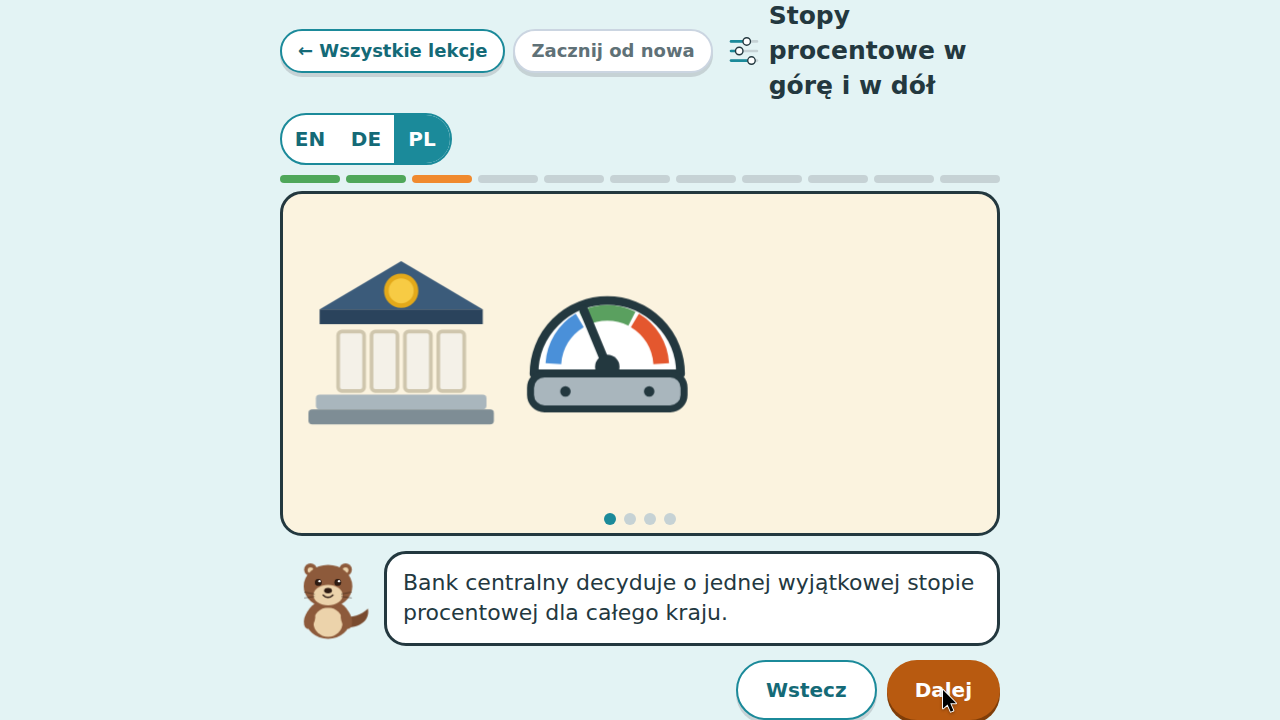 ← Wszystkie lekcje
Zacznij od nowa
Stopy
procentowe w
górę i w dół
EN DE PL
Bank centralny decyduje o jednej wyjątkowej stopie
procentowej dla całego kraju.
Wstecz
Dalej